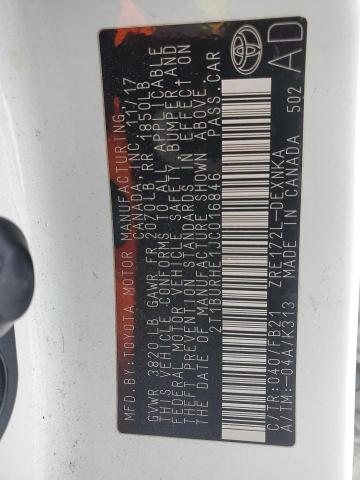 MFD.BY:TOYOTA MOTOR MANUFACTURING
CANADA,INC. 11/17
GVWR 3820 LB GAWR FR 2070LB RR 1850LB
THIS VEHICLE CONFORMS TO ALL APPLICABLE
FEDERAL MOTOR VEHICLE SAFETY BUMPER AND
THEFT PREVENTION STANDARDS IN EFFECT ON
THE DATE OF MANUFACTURE SHOWN ABOVE.
2T1BURHE1JC016846 PASS.CAR
C/TR:040/FB21 ZRE172L-DEXNKA
A/TM:-04A/K313 MADE IN CANADA 502
TOYOTA
AD